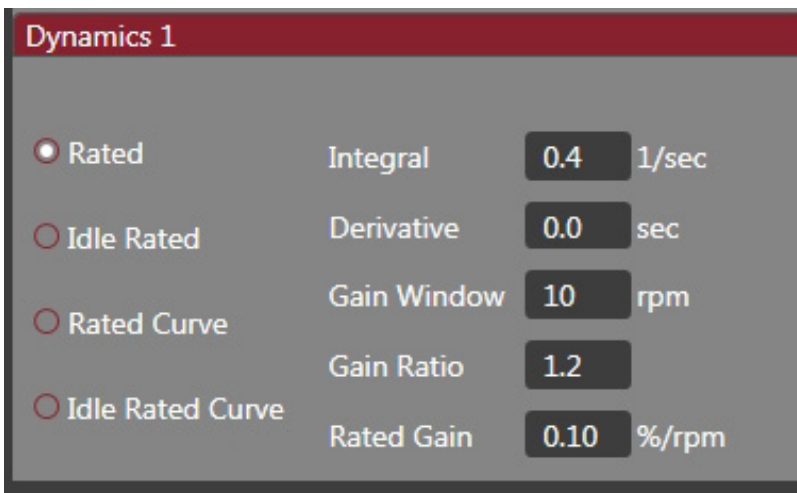 Dynamics 1
Rated
Idle Rated
Rated Curve
Idle Rated Curve
Integral 0.4 1/sec
Derivative 0.0 sec
Gain Window 10 rpm
Gain Ratio 1.2
Rated Gain 0.10 %/rpm